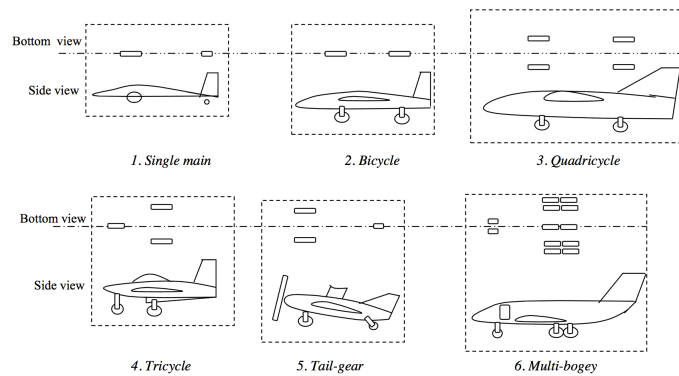 Bottom view
Side view
1. Single main
2. Bicycle
3. Quadricycle
Bottom view
Side view
4. Tricycle
5. Tail-gear
6. Multi-bogey